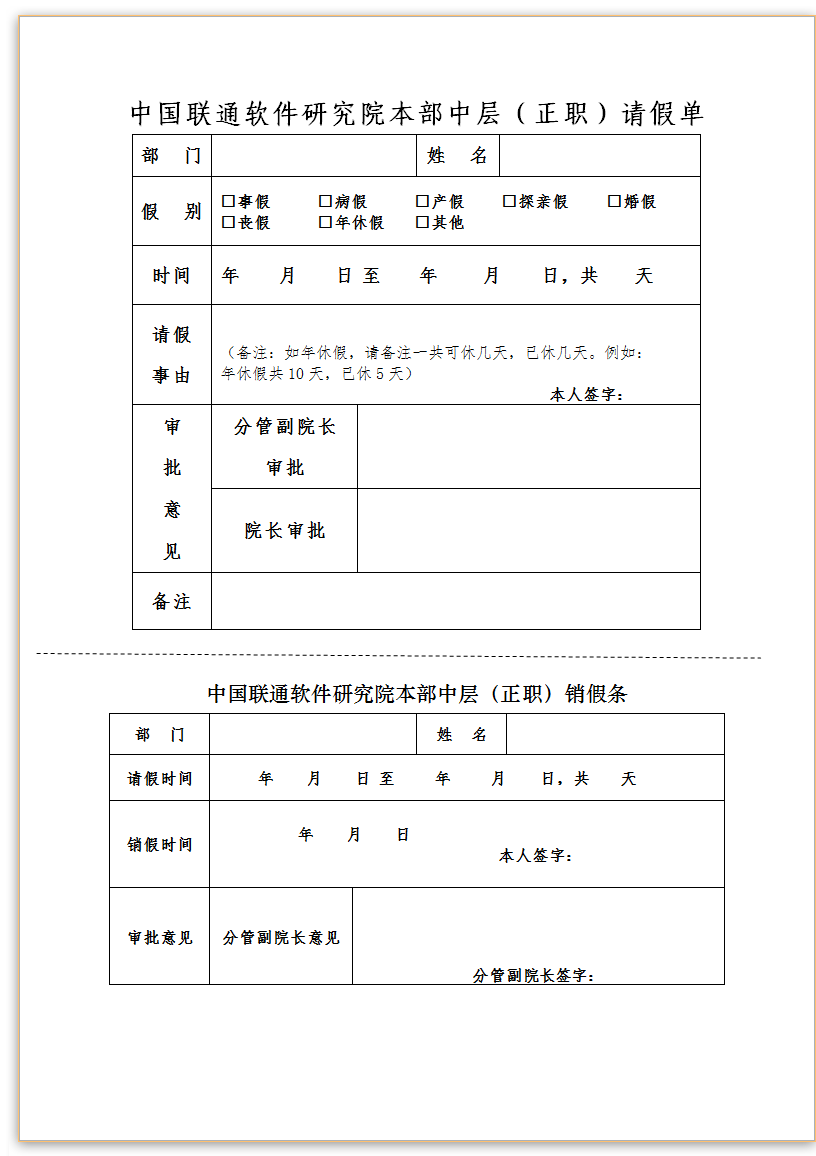 中国联通软件研究院本部中层（正职）请假单
部 门
姓 名
假 别
□事假 □病假 □产假 □探亲假 □婚假
□丧假 □年休假 □其他
时间
年 月 日 至 年 月 日，共 天
请假
事由
（备注：如年休假，请备注一共可休几天，已休几天。例如：
年休假共 10 天，已休 5 天）
本人签字：
审
批
意
见
分管副院长
审批
院长审批
备注
中国联通软件研究院本部中层（正职）销假条
部 门
姓 名
请假时间
年 月 日 至 年 月 日，共 天
销假时间
年 月 日
本人签字：
审批意见
分管副院长意见
分管副院长签字：